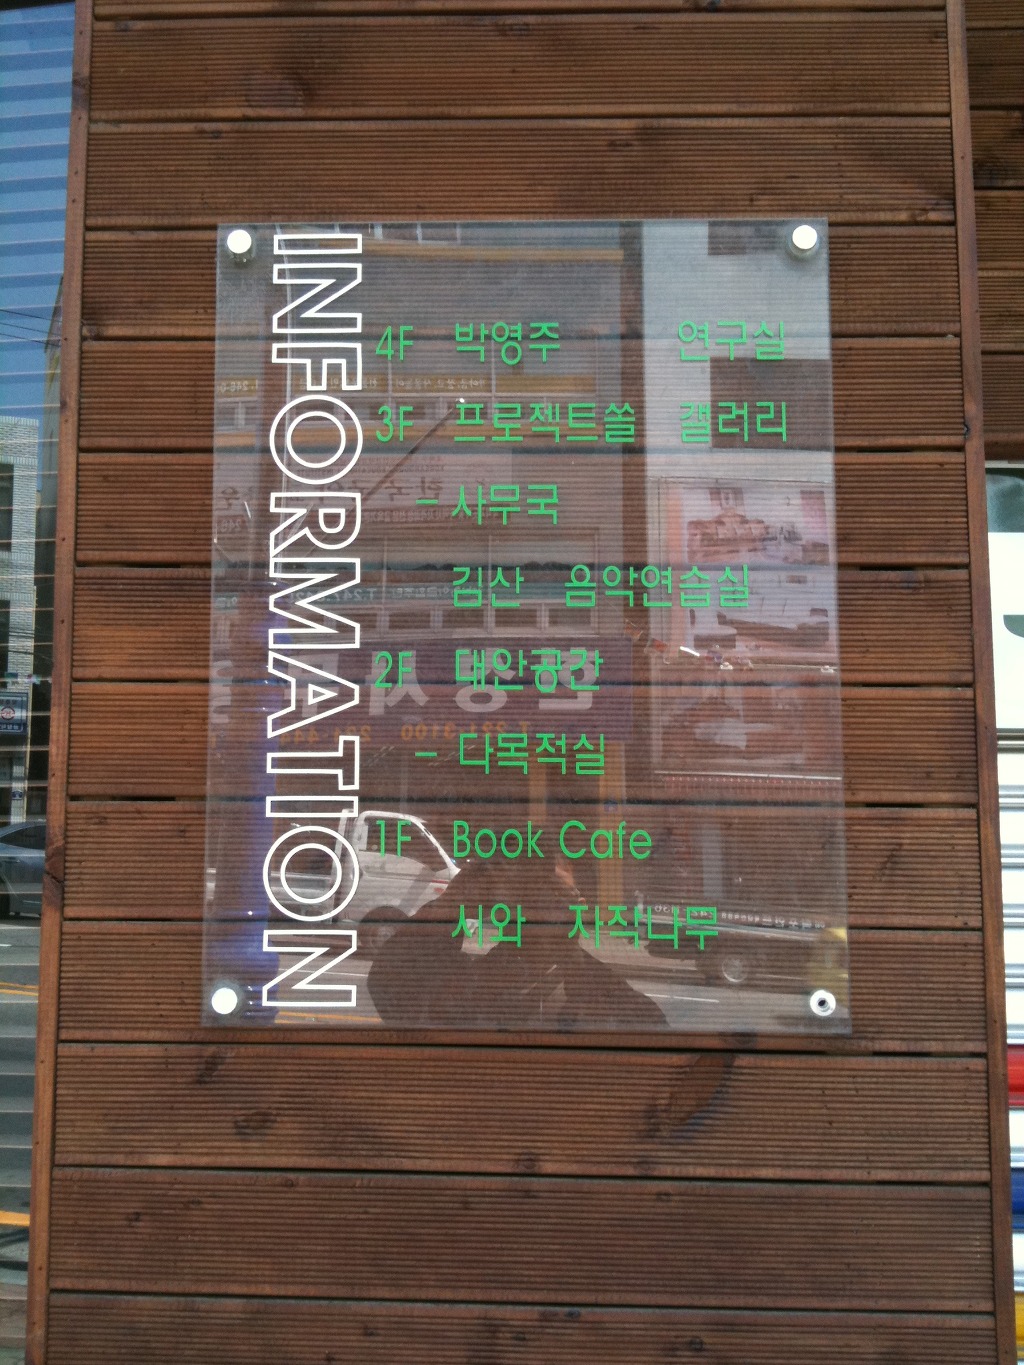 INFORMATION
4F 박영주 연구실
3F 프로젝트쏠 갤러리
- 사무국
김산 음악연습실
2F 대안공간
- 다목적실
1F Book Cafe
시와 자작나무